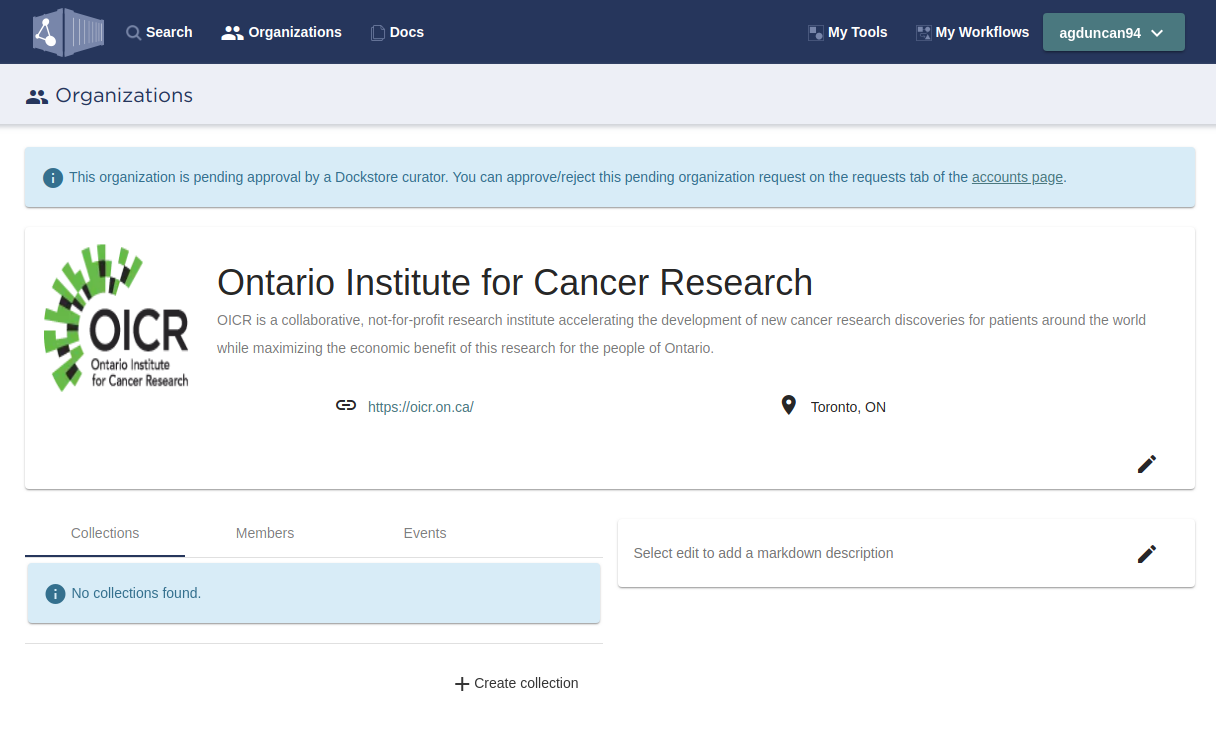 Search
Organizations
Docs
My Tools
My Workflows
agduncan94
Organizations
This organization is pending approval by a Dockstore curator. You can approve/reject this pending organization request on the requests tab of the accounts page.
OICR
Ontario Institute
for Cancer Research
Ontario Institute for Cancer Research
OICR is a collaborative, not-for-profit research institute accelerating the development of new cancer research discoveries for patients around the world
while maximizing the economic benefit of this research for the people of Ontario.
https://oicr.on.ca/
Toronto, ON
Collections
Members
Events
No collections found.
Create collection
Select edit to add a markdown description